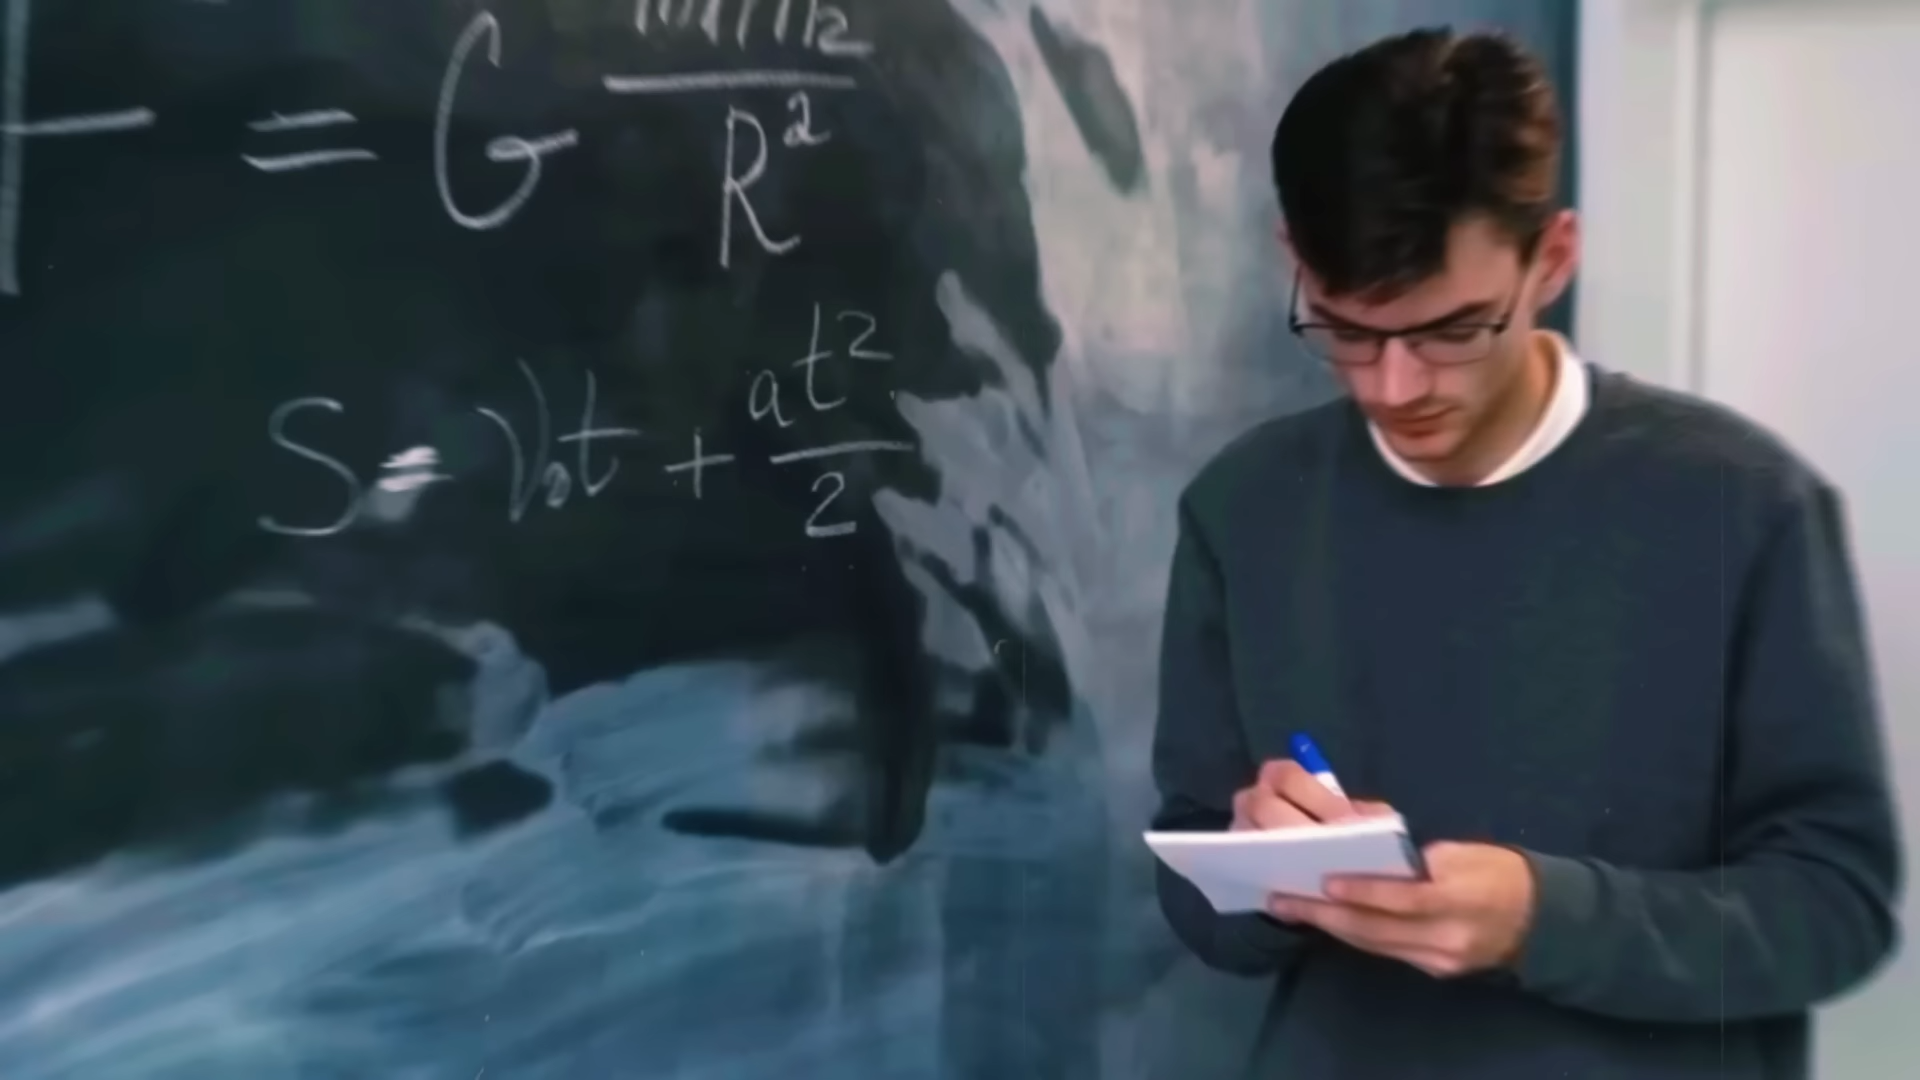 F = G m₁m₂/R²
S = V₀t + at²/2